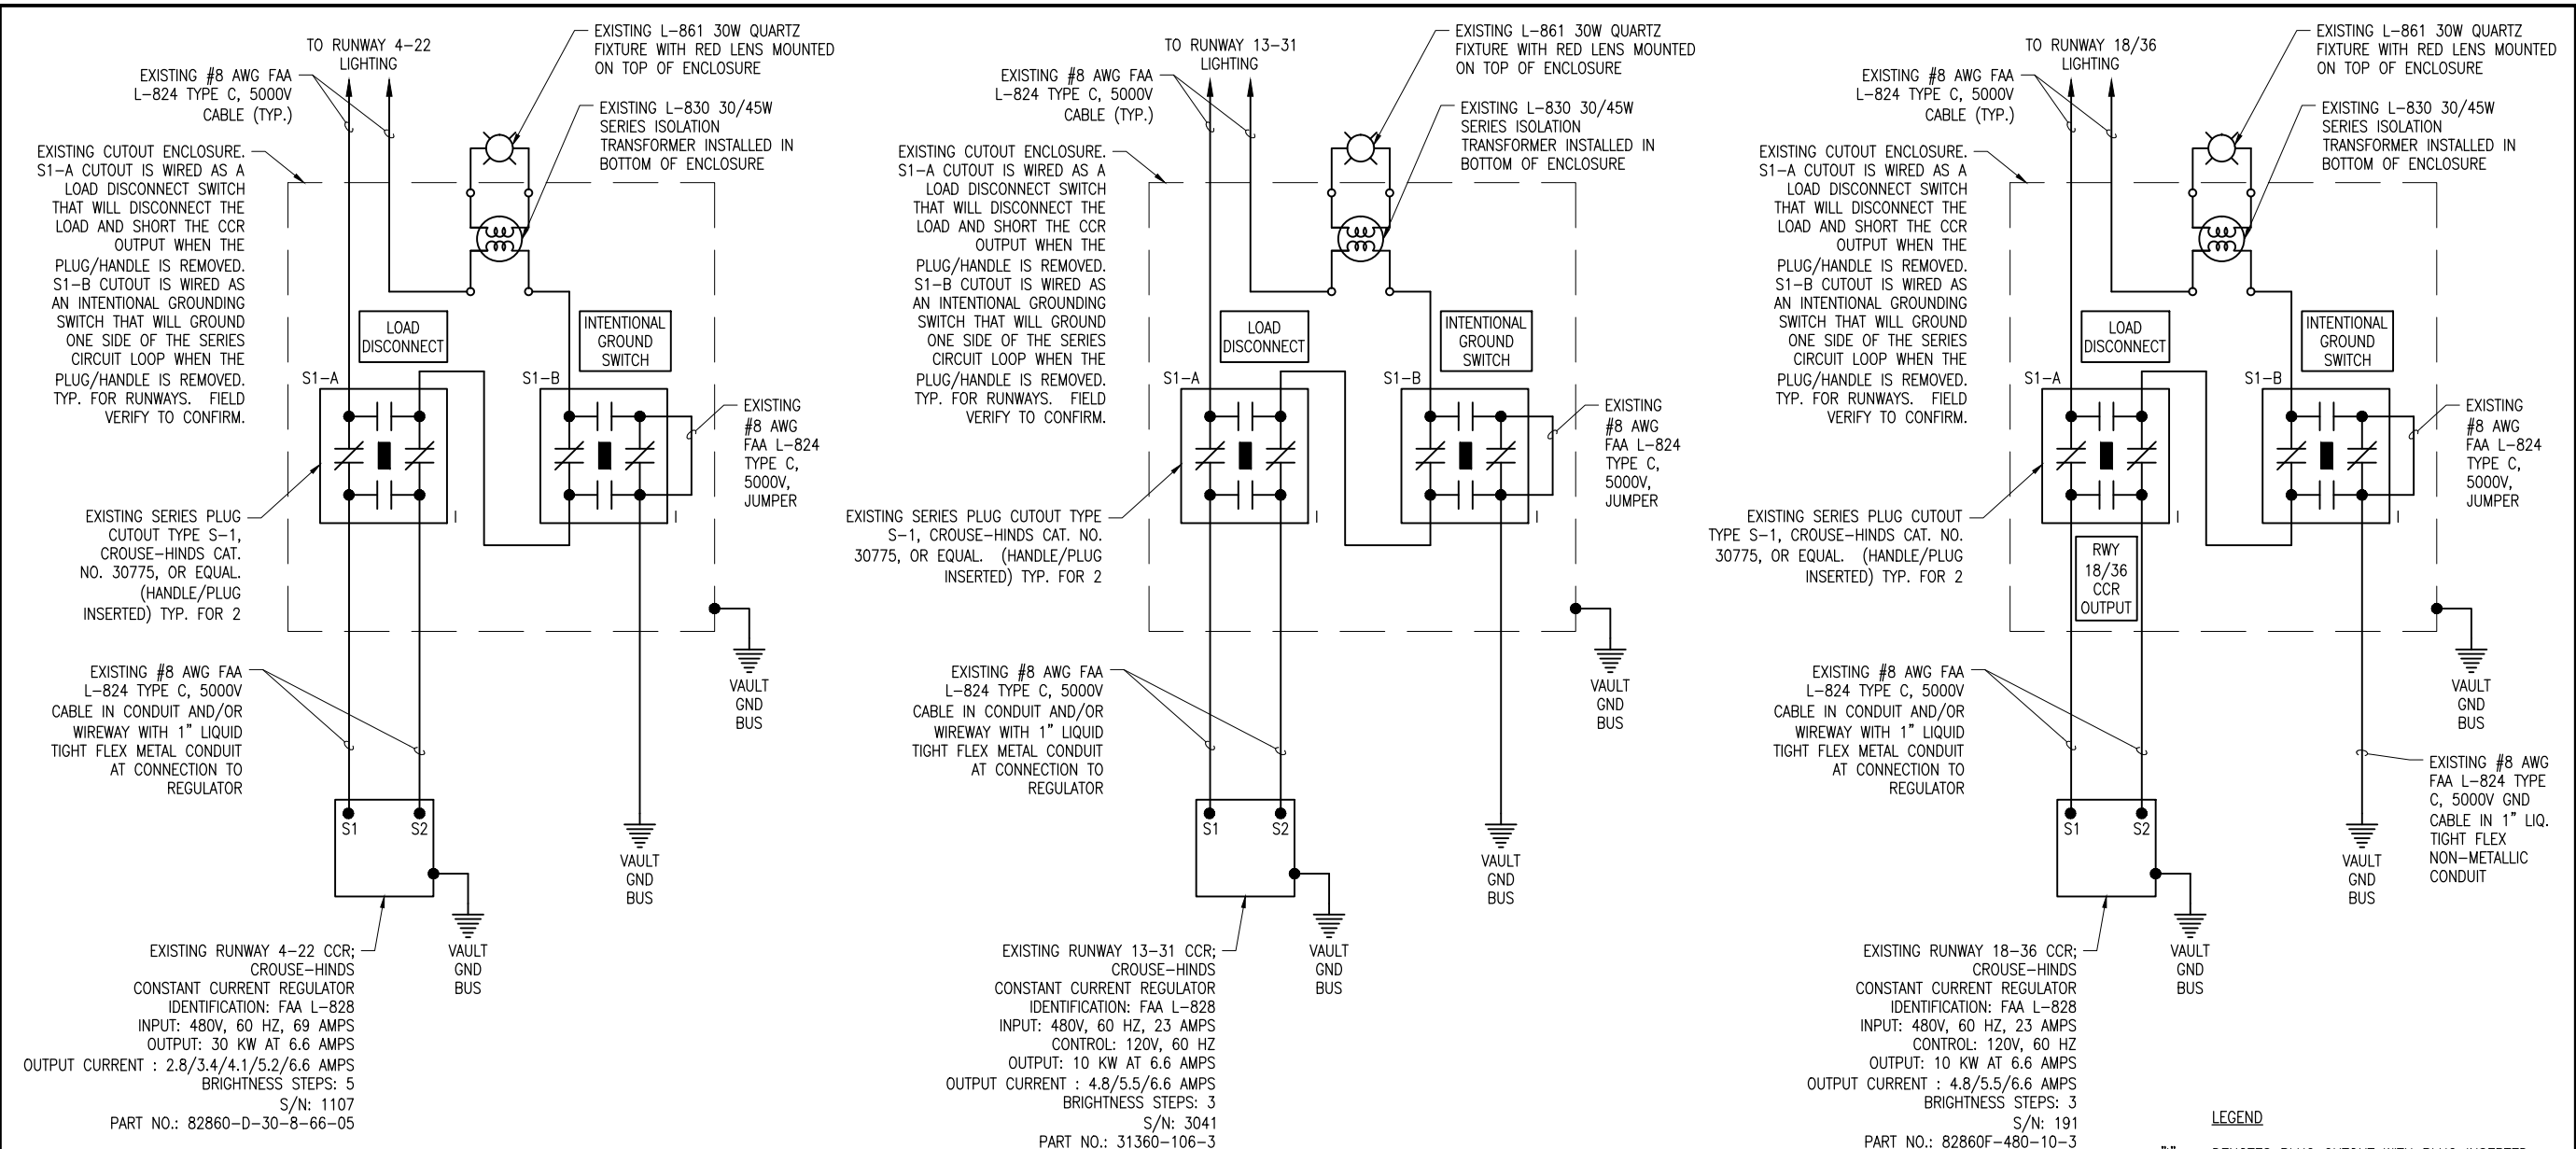 TO RUNWAY 4-22
LIGHTING
EXISTING #8 AWG FAA
L-824 TYPE C, 5000V
CABLE (TYP.)
EXISTING L-861 30W QUARTZ
FIXTURE WITH RED LENS MOUNTED
ON TOP OF ENCLOSURE
EXISTING L-830 30/45W
SERIES ISOLATION
TRANSFORMER INSTALLED IN
BOTTOM OF ENCLOSURE
EXISTING CUTOUT ENCLOSURE.
S1-A CUTOUT IS WIRED AS A
LOAD DISCONNECT SWITCH
THAT WILL DISCONNECT THE
LOAD AND SHORT THE CCR
OUTPUT WHEN THE
PLUG/HANDLE IS REMOVED.
S1-B CUTOUT IS WIRED AS
AN INTENTIONAL GROUNDING
SWITCH THAT WILL GROUND
ONE SIDE OF THE SERIES
CIRCUIT LOOP WHEN THE
PLUG/HANDLE IS REMOVED.
TYP. FOR RUNWAYS. FIELD
VERIFY TO CONFIRM.
LOAD
DISCONNECT
INTENTIONAL
GROUND
SWITCH
S1-A
S1-B
I
I
EXISTING
#8 AWG
FAA L-824
TYPE C,
5000V,
JUMPER
EXISTING SERIES PLUG
CUTOUT TYPE S-1,
CROUSE-HINDS CAT.
NO. 30775, OR EQUAL.
(HANDLE/PLUG
INSERTED) TYP. FOR 2
VAULT
GND
BUS
EXISTING #8 AWG FAA
L-824 TYPE C, 5000V
CABLE IN CONDUIT AND/OR
WIREWAY WITH 1" LIQUID
TIGHT FLEX METAL CONDUIT
AT CONNECTION TO
REGULATOR
S1
S2
VAULT
GND
BUS
VAULT
GND
BUS
EXISTING RUNWAY 4-22 CCR;
CROUSE-HINDS
CONSTANT CURRENT REGULATOR
IDENTIFICATION: FAA L-828
INPUT: 480V, 60 HZ, 69 AMPS
OUTPUT: 30 KW AT 6.6 AMPS
OUTPUT CURRENT : 2.8/3.4/4.1/5.2/6.6 AMPS
BRIGHTNESS STEPS: 5
S/N: 1107
PART NO.: 82860-D-30-8-66-05
TO RUNWAY 13-31
LIGHTING
EXISTING #8 AWG FAA
L-824 TYPE C, 5000V
CABLE (TYP.)
EXISTING L-861 30W QUARTZ
FIXTURE WITH RED LENS MOUNTED
ON TOP OF ENCLOSURE
EXISTING L-830 30/45W
SERIES ISOLATION
TRANSFORMER INSTALLED IN
BOTTOM OF ENCLOSURE
EXISTING CUTOUT ENCLOSURE.
S1-A CUTOUT IS WIRED AS A
LOAD DISCONNECT SWITCH
THAT WILL DISCONNECT THE
LOAD AND SHORT THE CCR
OUTPUT WHEN THE
PLUG/HANDLE IS REMOVED.
S1-B CUTOUT IS WIRED AS
AN INTENTIONAL GROUNDING
SWITCH THAT WILL GROUND
ONE SIDE OF THE SERIES
CIRCUIT LOOP WHEN THE
PLUG/HANDLE IS REMOVED.
TYP. FOR RUNWAYS. FIELD
VERIFY TO CONFIRM.
LOAD
DISCONNECT
INTENTIONAL
GROUND
SWITCH
S1-A
S1-B
I
I
EXISTING
#8 AWG
FAA L-824
TYPE C,
5000V,
JUMPER
EXISTING SERIES PLUG CUTOUT TYPE
S-1, CROUSE-HINDS CAT. NO.
30775, OR EQUAL. (HANDLE/PLUG
INSERTED) TYP. FOR 2
VAULT
GND
BUS
EXISTING #8 AWG FAA
L-824 TYPE C, 5000V
CABLE IN CONDUIT AND/OR
WIREWAY WITH 1" LIQUID
TIGHT FLEX METAL CONDUIT
AT CONNECTION TO
REGULATOR
S1
S2
VAULT
GND
BUS
VAULT
GND
BUS
EXISTING RUNWAY 13-31 CCR;
CROUSE-HINDS
CONSTANT CURRENT REGULATOR
IDENTIFICATION: FAA L-828
INPUT: 480V, 60 HZ, 23 AMPS
CONTROL: 120V, 60 HZ
OUTPUT: 10 KW AT 6.6 AMPS
OUTPUT CURRENT : 4.8/5.5/6.6 AMPS
BRIGHTNESS STEPS: 3
S/N: 3041
PART NO.: 31360-106-3
TO RUNWAY 18/36
LIGHTING
EXISTING #8 AWG FAA
L-824 TYPE C, 5000V
CABLE (TYP.)
EXISTING L-861 30W QUARTZ
FIXTURE WITH RED LENS MOUNTED
ON TOP OF ENCLOSURE
EXISTING L-830 30/45W
SERIES ISOLATION
TRANSFORMER INSTALLED IN
BOTTOM OF ENCLOSURE
EXISTING CUTOUT ENCLOSURE.
S1-A CUTOUT IS WIRED AS A
LOAD DISCONNECT SWITCH
THAT WILL DISCONNECT THE
LOAD AND SHORT THE CCR
OUTPUT WHEN THE
PLUG/HANDLE IS REMOVED.
S1-B CUTOUT IS WIRED AS
AN INTENTIONAL GROUNDING
SWITCH THAT WILL GROUND
ONE SIDE OF THE SERIES
CIRCUIT LOOP WHEN THE
PLUG/HANDLE IS REMOVED.
TYP. FOR RUNWAYS. FIELD
VERIFY TO CONFIRM.
LOAD
DISCONNECT
INTENTIONAL
GROUND
SWITCH
S1-A
S1-B
I
I
EXISTING
#8 AWG
FAA L-824
TYPE C,
5000V,
JUMPER
EXISTING SERIES PLUG CUTOUT
TYPE S-1, CROUSE-HINDS CAT. NO.
30775, OR EQUAL. (HANDLE/PLUG
INSERTED) TYP. FOR 2
RWY
18/36
CCR
OUTPUT
VAULT
GND
BUS
EXISTING #8 AWG FAA
L-824 TYPE C, 5000V
CABLE IN CONDUIT AND/OR
WIREWAY WITH 1" LIQUID
TIGHT FLEX METAL CONDUIT
AT CONNECTION TO
REGULATOR
EXISTING #8 AWG
FAA L-824 TYPE
C, 5000V GND
CABLE IN 1" LIQ.
TIGHT FLEX
NON-METALLIC
CONDUIT
S1
S2
VAULT
GND
BUS
VAULT
GND
BUS
EXISTING RUNWAY 18-36 CCR;
CROUSE-HINDS
CONSTANT CURRENT REGULATOR
IDENTIFICATION: FAA L-828
INPUT: 480V, 60 HZ, 23 AMPS
CONTROL: 120V, 60 HZ
OUTPUT: 10 KW AT 6.6 AMPS
OUTPUT CURRENT : 4.8/5.5/6.6 AMPS
BRIGHTNESS STEPS: 3
S/N: 191
PART NO.: 82860F-480-10-3
LEGEND